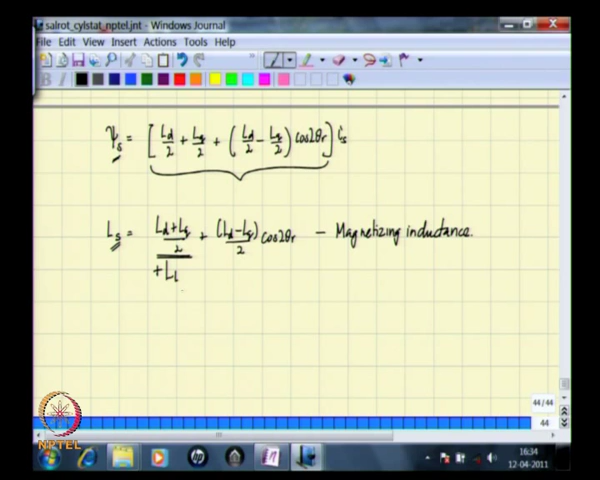 salrot_cylstat_nptel.jnt - Windows Journal
File Edit View Insert Actions Tools Help
ψs = [Ld/2 + Lq/2 + (Ld/2 - Lq/2) cos2θr] is
Ls = (Ld+Lq)/2 + (Ld-Lq)/2 cos2θr - Magnetizing inductance.
+Ll
44/44
44
NPTEL
16:34
12-04-2011